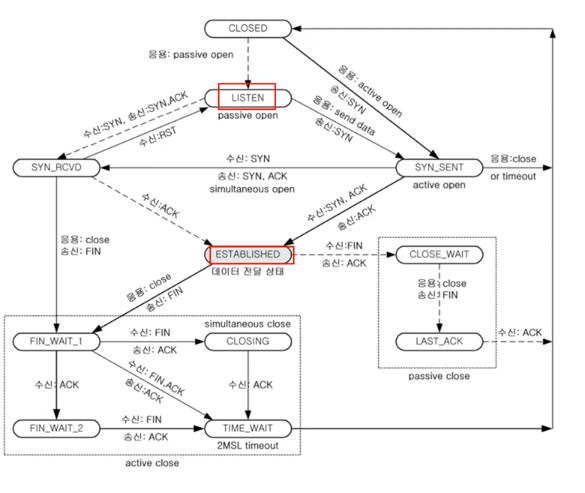 CLOSED
응용: passive open
응용: active open
송신:SYN
LISTEN
passive open
수신:SYN, 송신:SYN,ACK
수신:RST
응용: send data
송신:SYN
SYN_RCVD
수신: SYN
송신: SYN, ACK
simultaneous open
SYN_SENT
active open
응용:close
or timeout
수신:ACK
수신:SYN, ACK
송신:ACK
응용: close
송신: FIN
ESTABLISHED
데이터 전달 상태
수신:FIN
송신: ACK
CLOSE_WAIT
응용: close
송신: FIN
LAST_ACK
수신: ACK
passive close
응용: close
송신: FIN
FIN_WAIT_1
수신: FIN
송신: ACK
simultaneous close
CLOSING
수신: ACK
수신: FIN,ACK
송신:ACK
수신: ACK
FIN_WAIT_2
수신: FIN
송신: ACK
TIME_WAIT
2MSL timeout
active close